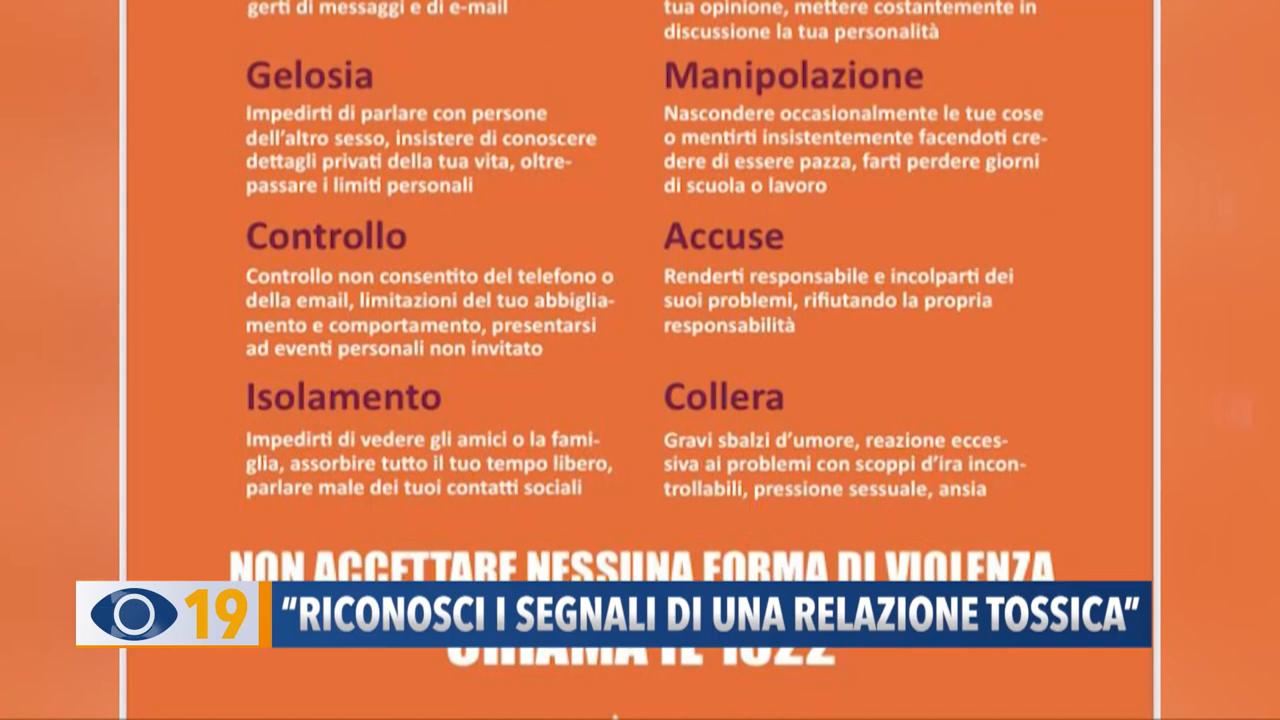 gerti di messaggi e di e-mail
Gelosia
Impedirti di parlare con persone
dell'altro sesso, insistere di conoscere
dettagli privati della tua vita, oltre-
passare i limiti personali
Controllo
Controllo non consentito del telefono o
della email, limitazioni del tuo abbiglia-
mento e comportamento, presentarsi
ad eventi personali non invitato
Isolamento
Impedirti di vedere gli amici o la fami-
glia, assorbire tutto il tuo tempo libero,
parlare male dei tuoi contatti sociali
tua opinione, mettere costantemente in
discussione la tua personalità
Manipolazione
Nascondere occasionalmente le tue cose
o mentirti insistentemente facendoti cre-
dere di essere pazza, farti perdere giorni
di scuola o lavoro
Accuse
Renderti responsabile e incolparti dei
suoi problemi, rifiutando la propria
responsabilità
Collera
Gravi sbalzi d'umore, reazione ecces-
siva ai problemi con scoppi d'ira incon-
trollabili, pressione sessuale, ansia
NON ACCETTARE NESSUNA FORMA DI VIOLENZA
19
"RICONOSCI I SEGNALI DI UNA RELAZIONE TOSSICA"
CHIAMA IL 1522